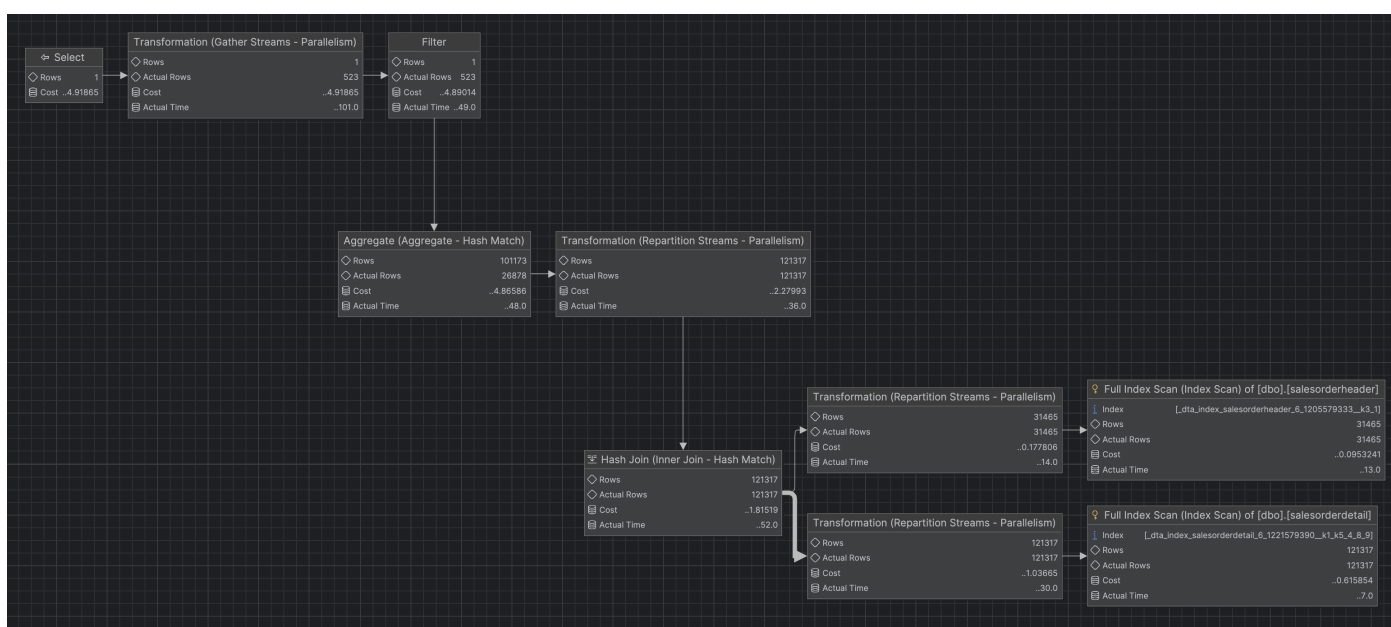 Select
Rows 1
Cost ..4.91865
Transformation (Gather Streams - Parallelism)
Rows 1
Actual Rows 523
Cost ..4.91865
Actual Time ..101.0
Filter
Rows 1
Actual Rows 523
Cost ..4.89014
Actual Time ..49.0
Aggregate (Aggregate - Hash Match)
Rows 101173
Actual Rows 26878
Cost ..4.86586
Actual Time ..48.0
Transformation (Repartition Streams - Parallelism)
Rows 121317
Actual Rows 121317
Cost ..2.27993
Actual Time ..36.0
Hash Join (Inner Join - Hash Match)
Rows 121317
Actual Rows 121317
Cost ..1.81519
Actual Time ..52.0
Transformation (Repartition Streams - Parallelism)
Rows 31465
Actual Rows 31465
Cost ..0.177806
Actual Time ..14.0
Full Index Scan (Index Scan) of [dbo].[salesorderheader]
Index [_dta_index_salesorderheader_6_1205579333__k3_1]
Rows 31465
Actual Rows 31465
Cost ..0.0953241
Actual Time ..13.0
Transformation (Repartition Streams - Parallelism)
Rows 121317
Actual Rows 121317
Cost ..1.03665
Actual Time ..30.0
Full Index Scan (Index Scan) of [dbo].[salesorderdetail]
Index [_dta_index_salesorderdetail_6_1221579390__k1_k5_4_8_9]
Rows 121317
Actual Rows 121317
Cost ..0.615854
Actual Time ..7.0